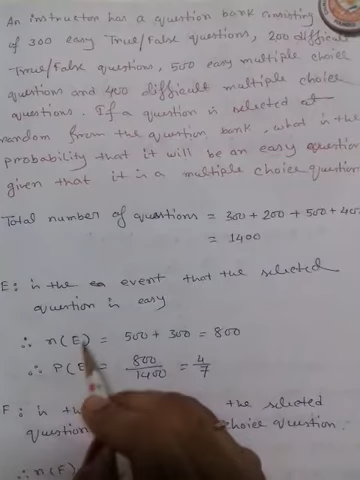 An instructor has a question bank consisting
of 300 easy True/False questions, 200 difficult
True/False questions, 500 easy multiple choice
questions and 400 difficult multiple choice
questions. If a question is selected at
random from the question bank, what is the
probability that it will be an easy question
given that it is a multiple choice question
Total number of questions = 300 + 200 + 500 + 400
= 1400
E: is the event that the selected
question is easy
∴ n(E) = 500 + 300 = 800
∴ P(E = 800/1400 = 4/7
F: is the selected
question choice question.
∴ n(F)